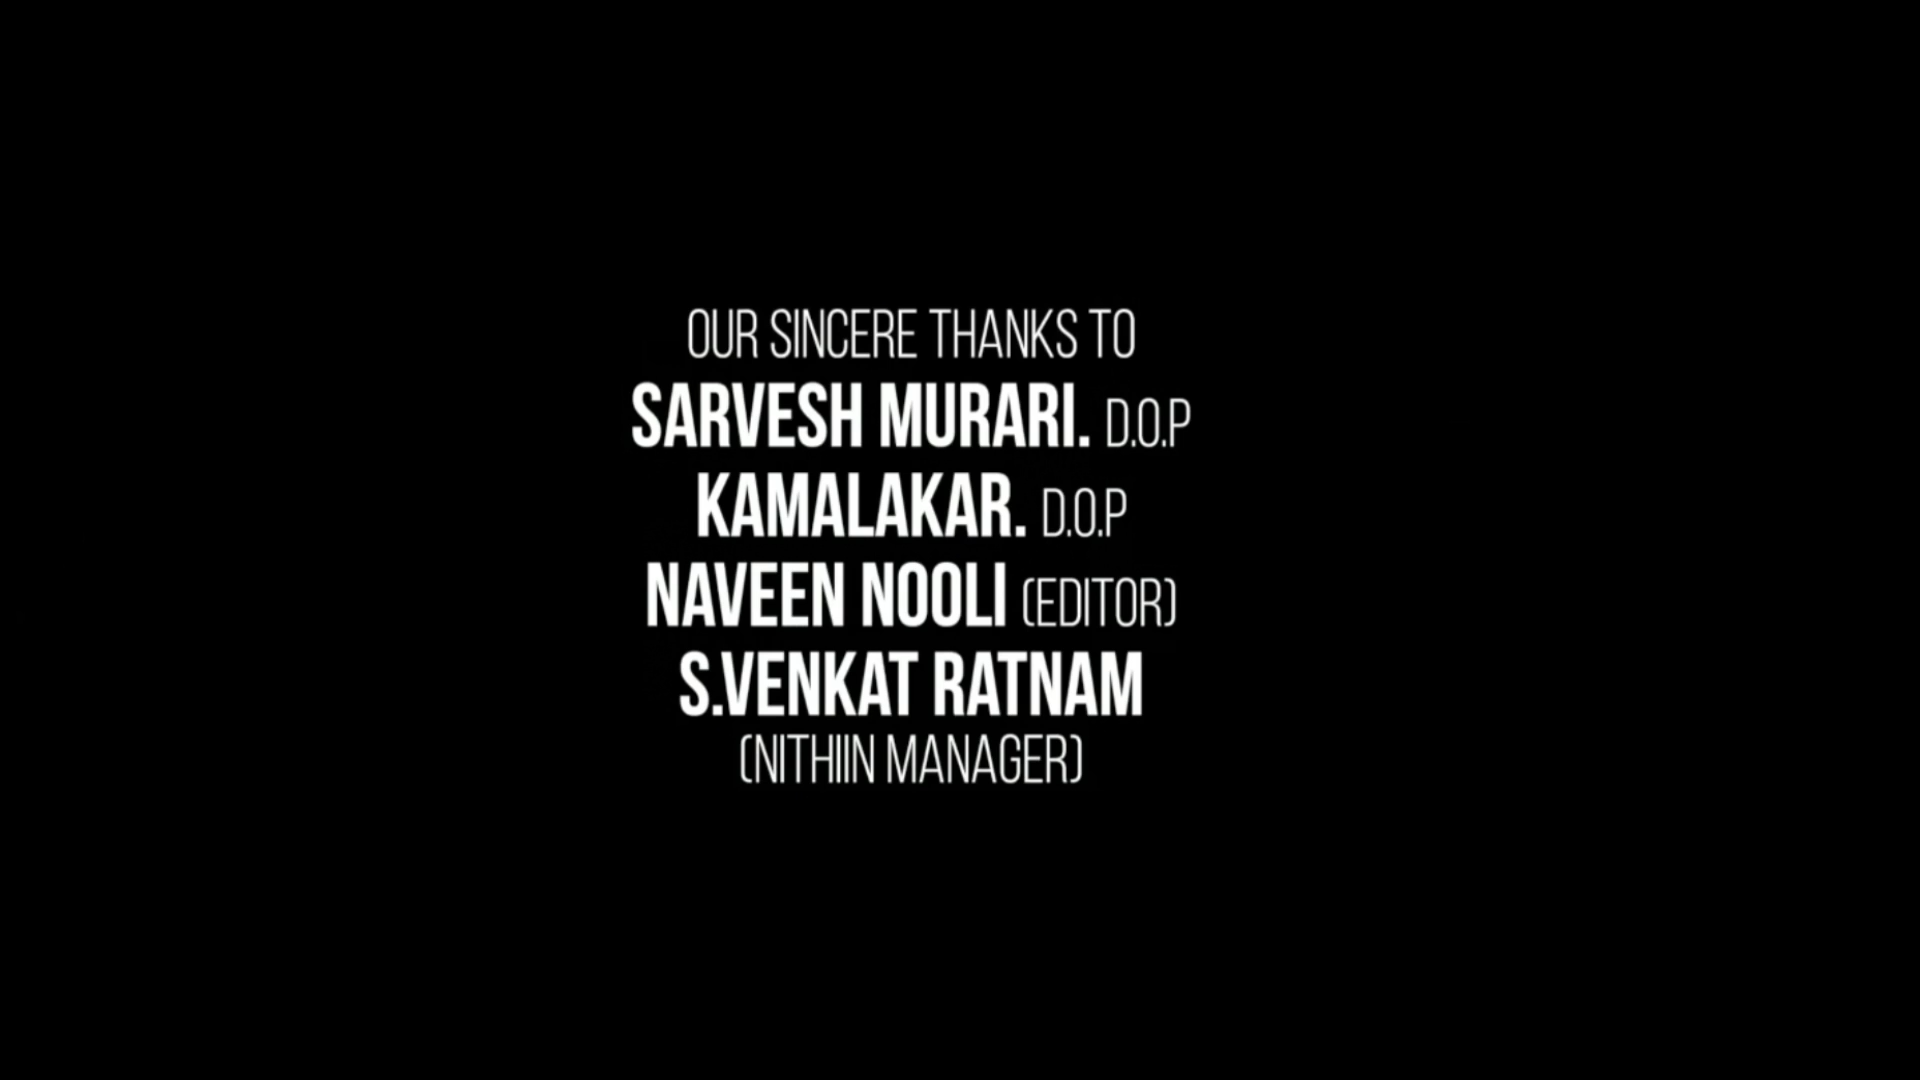 OUR SINCERE THANKS TO
SARVESH MURARI. D.O.P
KAMALAKAR. D.O.P
NAVEEN NOOLI (EDITOR)
S.VENKAT RATNAM
(NITHIIN MANAGER)